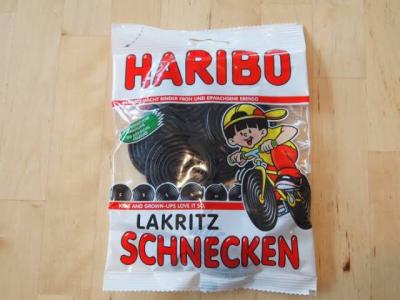 HARIBO
HARIBO MACHT KINDER FROH UND ERWACHSENE EBENSO
KIDS AND GROWN-UPS LOVE IT SO,
LAKRITZ
SCHNECKEN